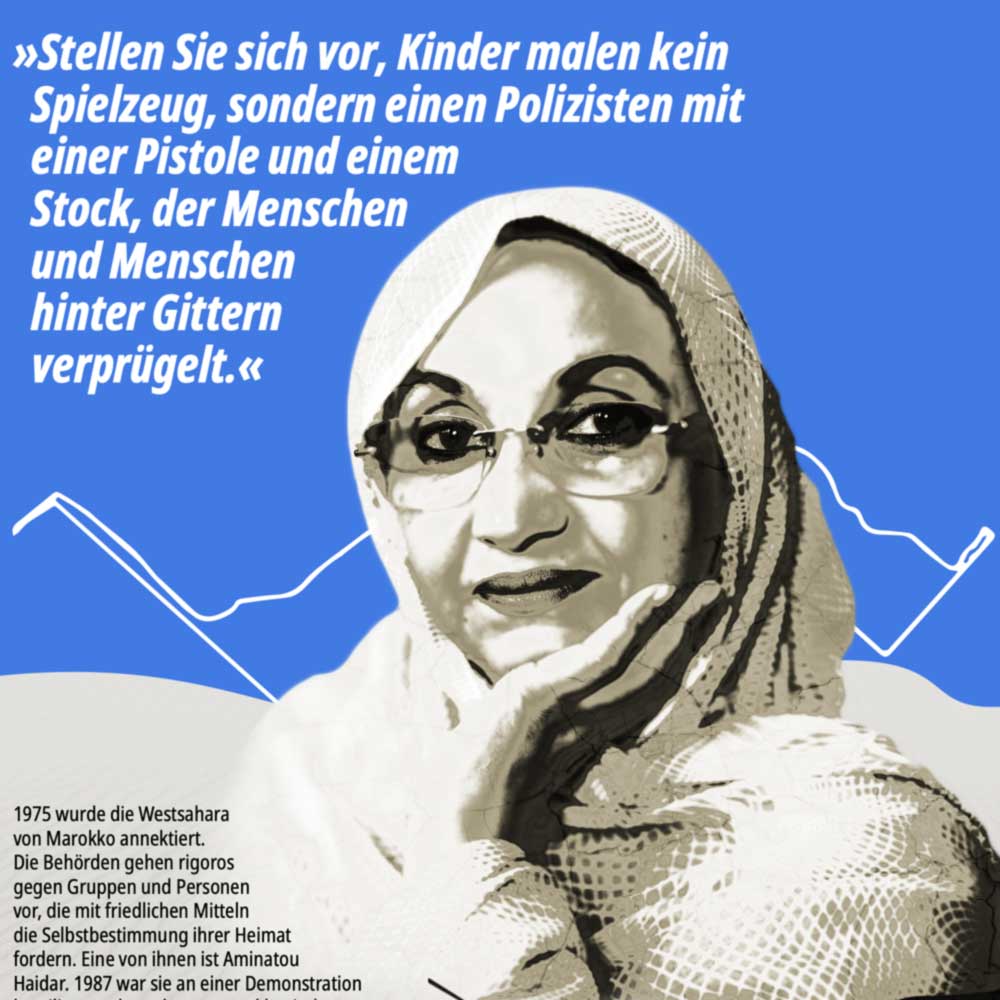 »Stellen Sie sich vor, Kinder malen kein
Spielzeug, sondern einen Polizisten mit
einer Pistole und einem
Stock, der Menschen
und Menschen
hinter Gittern
verprügelt.«
1975 wurde die Westsahara
von Marokko annektiert.
Die Behörden gehen rigoros
gegen Gruppen und Personen
vor, die mit friedlichen Mitteln
die Selbstbestimmung ihrer Heimat
fordern. Eine von ihnen ist Aminatou
Haidar. 1987 war sie an einer Demonstration